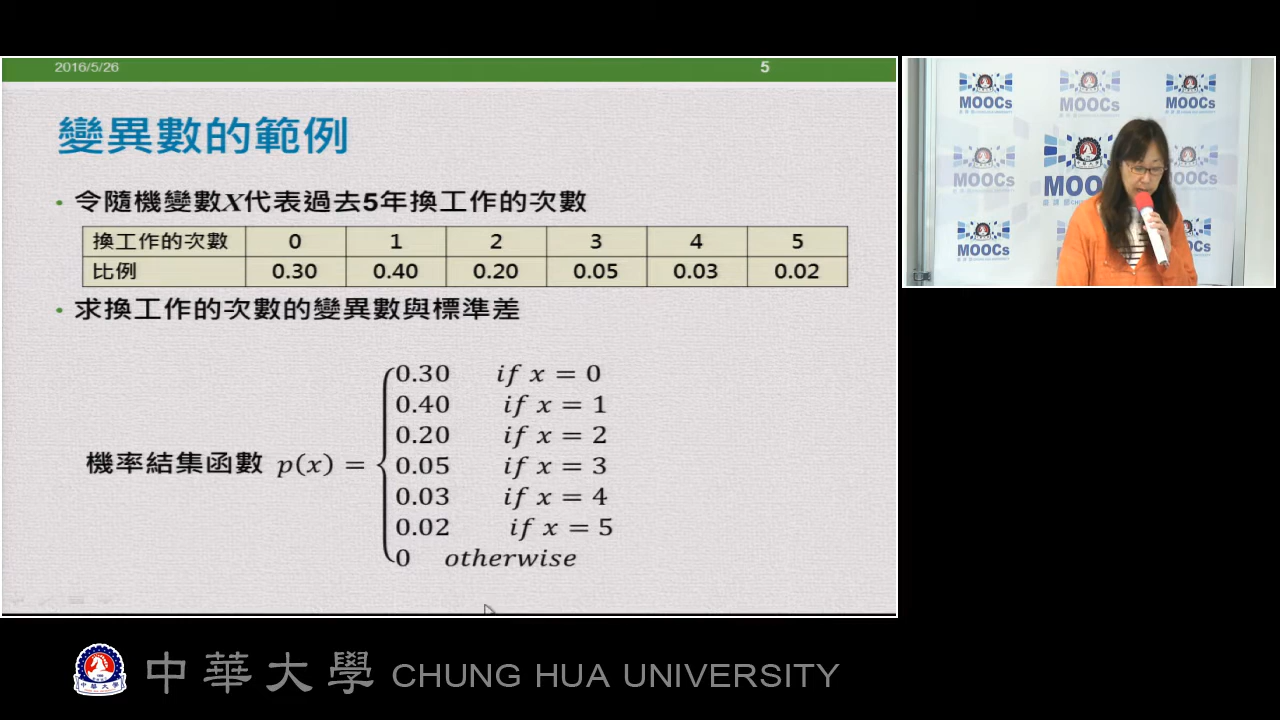 2016/5/26
5
變異數的範例
• 令隨機變數X代表過去5年換工作的次數
換工作的次數 0 1 2 3 4 5
比例 0.30 0.40 0.20 0.05 0.03 0.02
• 求換工作的次數的變異數與標準差
0.30 if x = 0
0.40 if x = 1
0.20 if x = 2
機率結集函數 p(x) = 0.05 if x = 3
0.03 if x = 4
0.02 if x = 5
0 otherwise
MOOCs
MOOCs
MOOCs
MOO
MOOCs
MOOCs
中華大學 CHUNG HUA UNIVERSITY